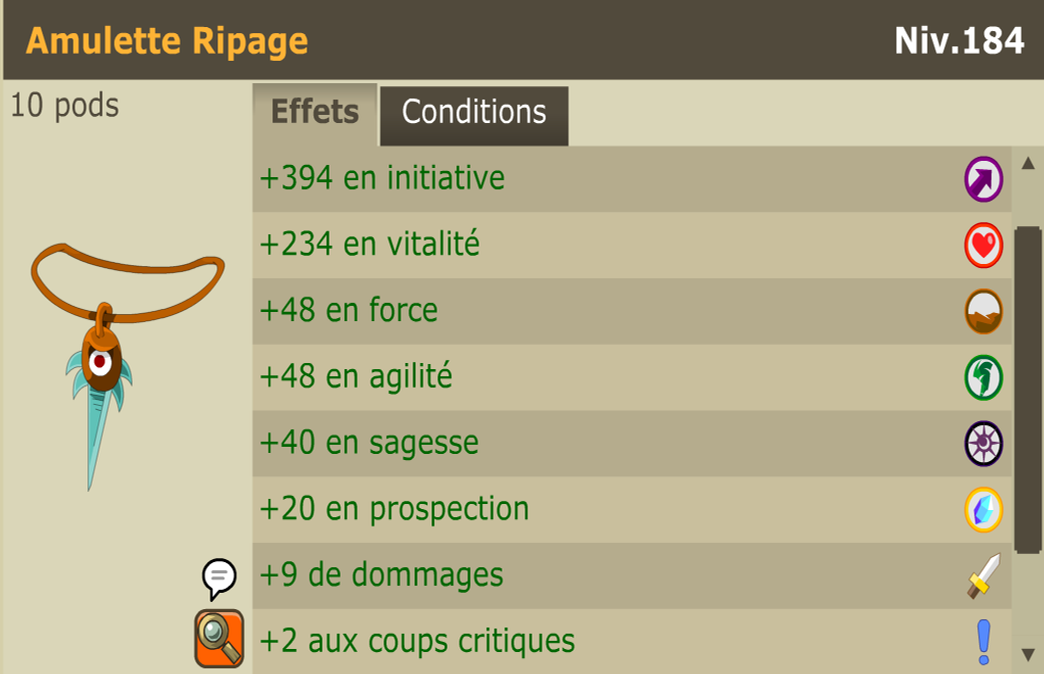 Amulette Ripage
Niv.184
10 pods
Effets
Conditions
+394 en initiative
+234 en vitalité
+48 en force
+48 en agilité
+40 en sagesse
+20 en prospection
+9 de dommages
+2 aux coups critiques